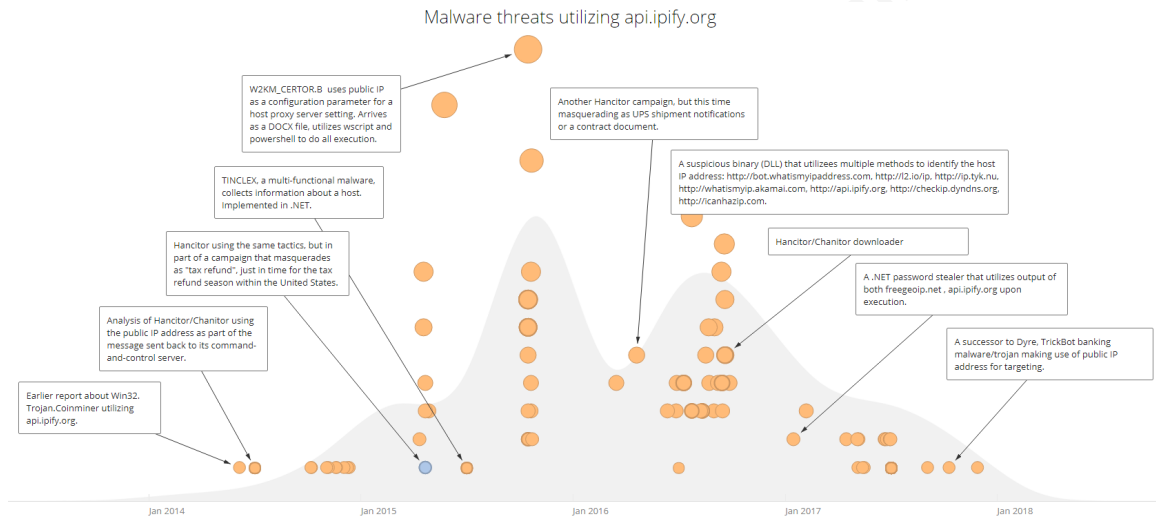 Malware threats utilizing api.ipify.org
W2KM_CERTOR.B uses public IP
as a configuration parameter for a
host proxy server setting. Arrives
as a DOCX file, utilizes wscript and
powershell to do all execution.
Another Hancitor campaign, but this time
masquerading as UPS shipment notifications
or a contract document.
A suspicious binary (DLL) that utilizees multiple methods to identify the host
IP address: http://bot.whatismyipaddress.com, http://l2.io/ip, http://ip.tyk.nu,
http://whatismyip.akamai.com, http://api.ipify.org, http://checkip.dyndns.org,
http://icanhazip.com.
TINCLEX, a multi-functional malware,
collects information about a host.
Implemented in .NET.
Hancitor using the same tactics, but in
part of a campaign that masquerades
as "tax refund", just in time for the tax
refund season within the United States.
Hancitor/Chanitor downloader
A .NET password stealer that utilizes output of
both freegeoip.net , api.ipify.org upon
execution.
Analysis of Hancitor/Chanitor using
the public IP address as part of the
message sent back to its command-
and-control server.
A successor to Dyre, TrickBot banking
malware/trojan making use of public IP
address for targeting.
Earlier report about Win32.
Trojan.Coinminer utilizing
api.ipify.org.
Jan 2014
Jan 2015
Jan 2016
Jan 2017
Jan 2018